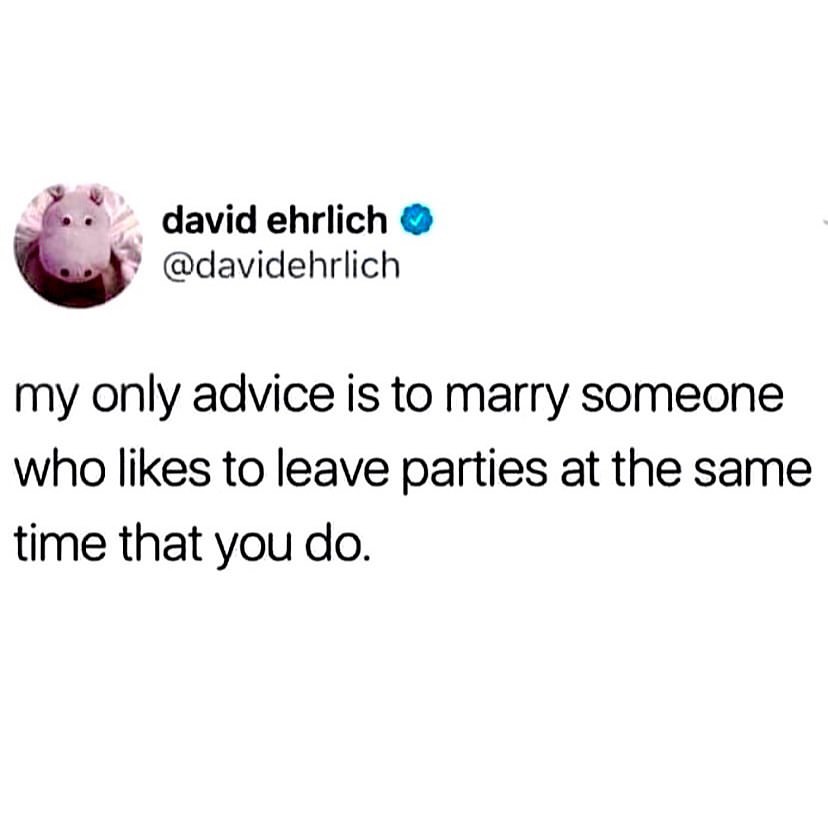 david ehrlich
@davidehrlich
my only advice is to marry someone
who likes to leave parties at the same
time that you do.